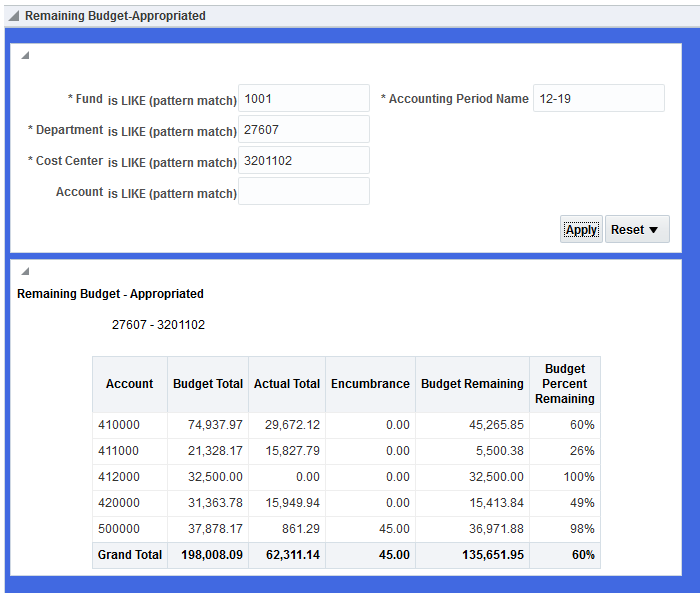 Remaining Budget-Appropriated
* Fund is LIKE (pattern match) 1001 * Accounting Period Name 12-19
* Department is LIKE (pattern match) 27607
* Cost Center is LIKE (pattern match) 3201102
Account is LIKE (pattern match)
Apply Reset ▼
Remaining Budget - Appropriated
27607 - 3201102
Account Budget Total Actual Total Encumbrance Budget Remaining Budget Percent Remaining
410000 74,937.97 29,672.12 0.00 45,265.85 60%
411000 21,328.17 15,827.79 0.00 5,500.38 26%
412000 32,500.00 0.00 0.00 32,500.00 100%
420000 31,363.78 15,949.94 0.00 15,413.84 49%
500000 37,878.17 861.29 45.00 36,971.88 98%
Grand Total 198,008.09 62,311.14 45.00 135,651.95 60%